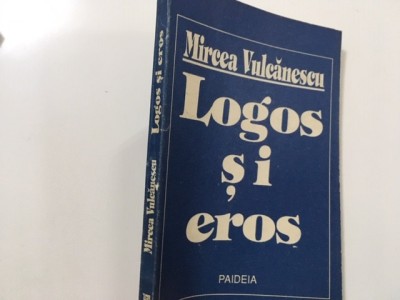 Mircea Vulcănescu
Logos
și
eros
PAIDEIA
Mircea Vulcănescu Logos și eros